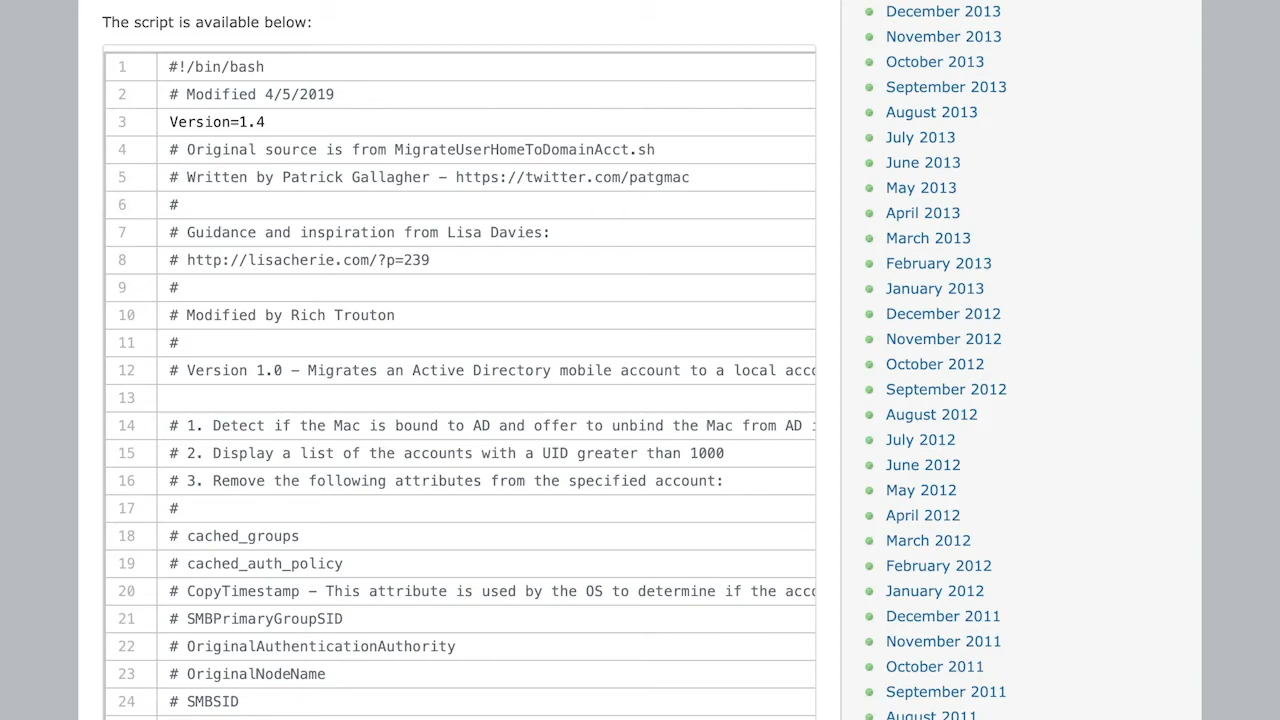 The script is available below:
1 #!/bin/bash
2 # Modified 4/5/2019
3 Version=1.4
4 # Original source is from MigrateUserHomeToDomainAcct.sh
5 # Written by Patrick Gallagher – https://twitter.com/patgmac
6 #
7 # Guidance and inspiration from Lisa Davies:
8 # http://lisacherie.com/?p=239
9 #
10 # Modified by Rich Trouton
11 #
12 # Version 1.0 – Migrates an Active Directory mobile account to a local acc
13
14 # 1. Detect if the Mac is bound to AD and offer to unbind the Mac from AD
15 # 2. Display a list of the accounts with a UID greater than 1000
16 # 3. Remove the following attributes from the specified account:
17 #
18 # cached_groups
19 # cached_auth_policy
20 # CopyTimestamp – This attribute is used by the OS to determine if the acc
21 # SMBPrimaryGroupSID
22 # OriginalAuthenticationAuthority
23 # OriginalNodeName
24 # SMBSID
December 2013
November 2013
October 2013
September 2013
August 2013
July 2013
June 2013
May 2013
April 2013
March 2013
February 2013
January 2013
December 2012
November 2012
October 2012
September 2012
August 2012
July 2012
June 2012
May 2012
April 2012
March 2012
February 2012
January 2012
December 2011
November 2011
October 2011
September 2011
August 2011